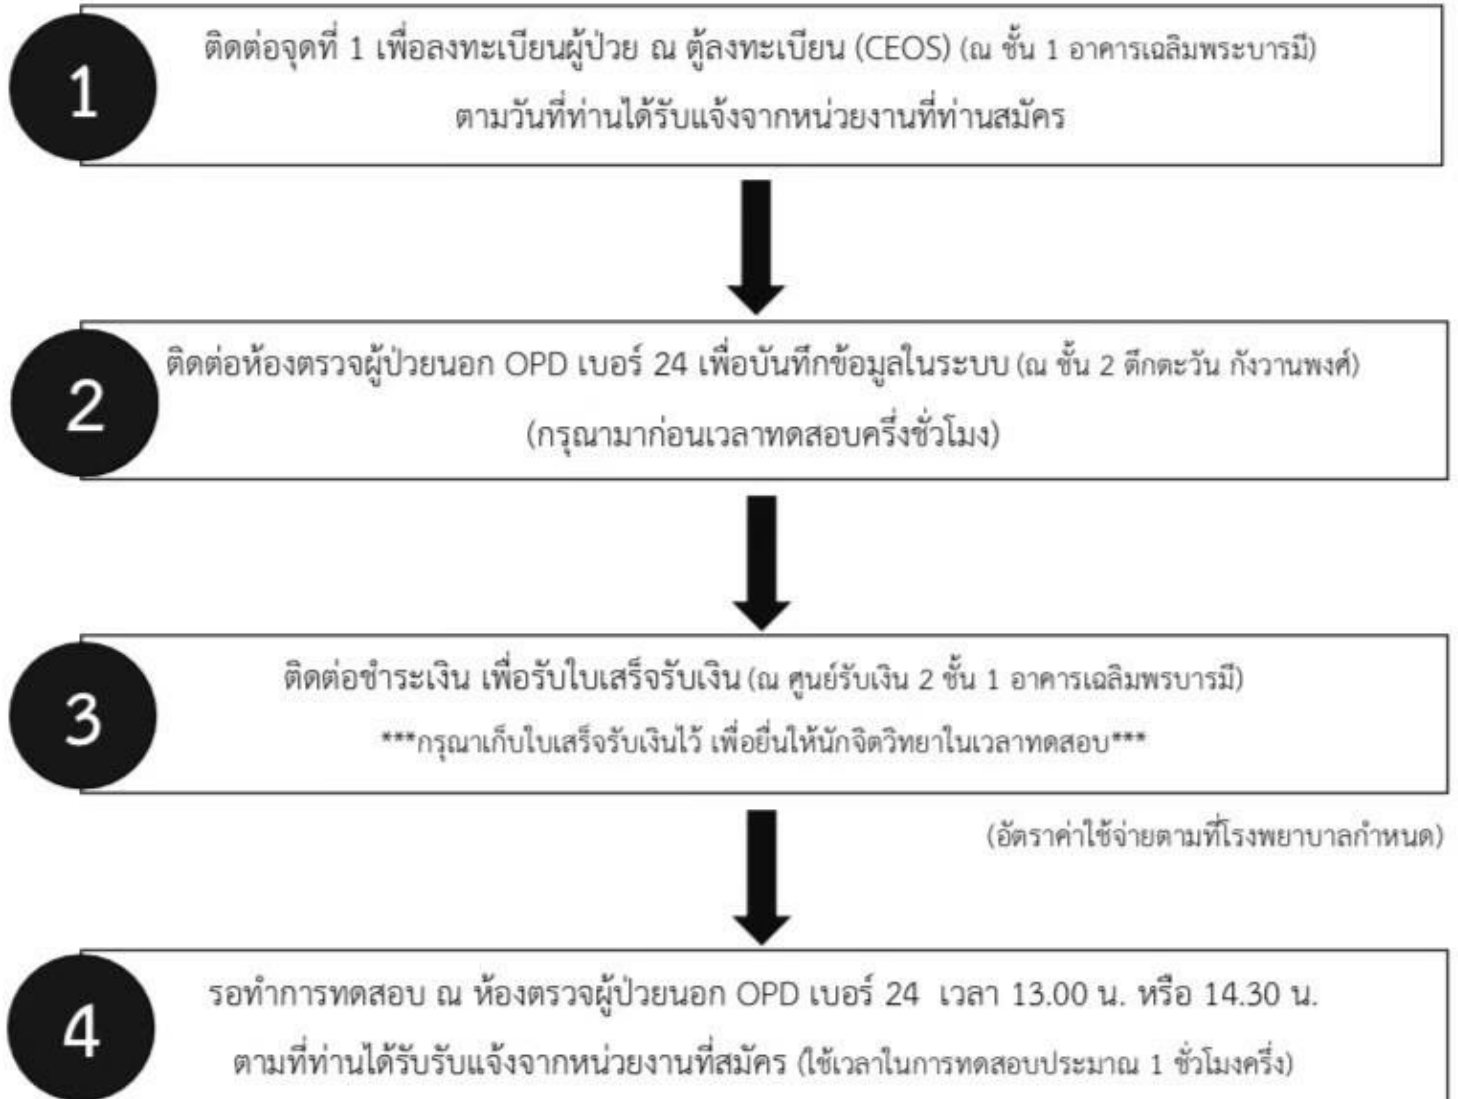 1
ติดต่อจุดที่ 1 เพื่อลงทะเบียนผู้ป่วย ณ ตู้ลงทะเบียน (CEOS) (ณ ชั้น 1 อาคารเฉลิมพระบารมี)
ตามวันที่ท่านได้รับแจ้งจากหน่วยงานที่ท่านสมัคร
2
ติดต่อห้องตรวจผู้ป่วยนอก OPD เบอร์ 24 เพื่อบันทึกข้อมูลในระบบ (ณ ชั้น 2 ตึกตะวัน กังวานพงศ์)
(กรุณามาก่อนเวลาทดสอบครึ่งชั่วโมง)
3
ติดต่อชำระเงิน เพื่อรับใบเสร็จรับเงิน (ณ ศูนย์รับเงิน 2 ชั้น 1 อาคารเฉลิมพรบารมี)
***กรุณาเก็บใบเสร็จรับเงินไว้ เพื่อยื่นให้นักจิตวิทยาในเวลาทดสอบ***
(อัตราค่าใช้จ่ายตามที่โรงพยาบาลกำหนด)
4
รอทำการทดสอบ ณ ห้องตรวจผู้ป่วยนอก OPD เบอร์ 24 เวลา 13.00 น. หรือ 14.30 น.
ตามที่ท่านได้รับรับแจ้งจากหน่วยงานที่สมัคร (ใช้เวลาในการทดสอบประมาณ 1 ชั่วโมงครึ่ง)